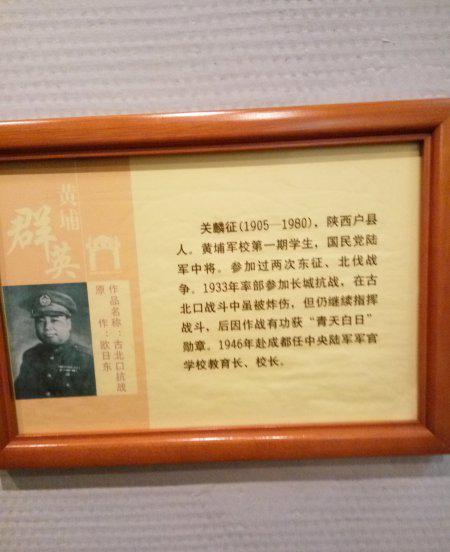 黄埔
群英
作品名称：古北口抗战
原　作：欧日东
关麟征(1905—1980)，陕西户县
人。黄埔军校第一期学生，国民党陆
军中将。参加过两次东征、北伐战
争。1933年率部参加长城抗战，在古
北口战斗中虽被炸伤，但仍继续指挥
战斗，后因作战有功获“青天白日”
勋章。1946年赴成都任中央陆军军官
学校教育长、校长。